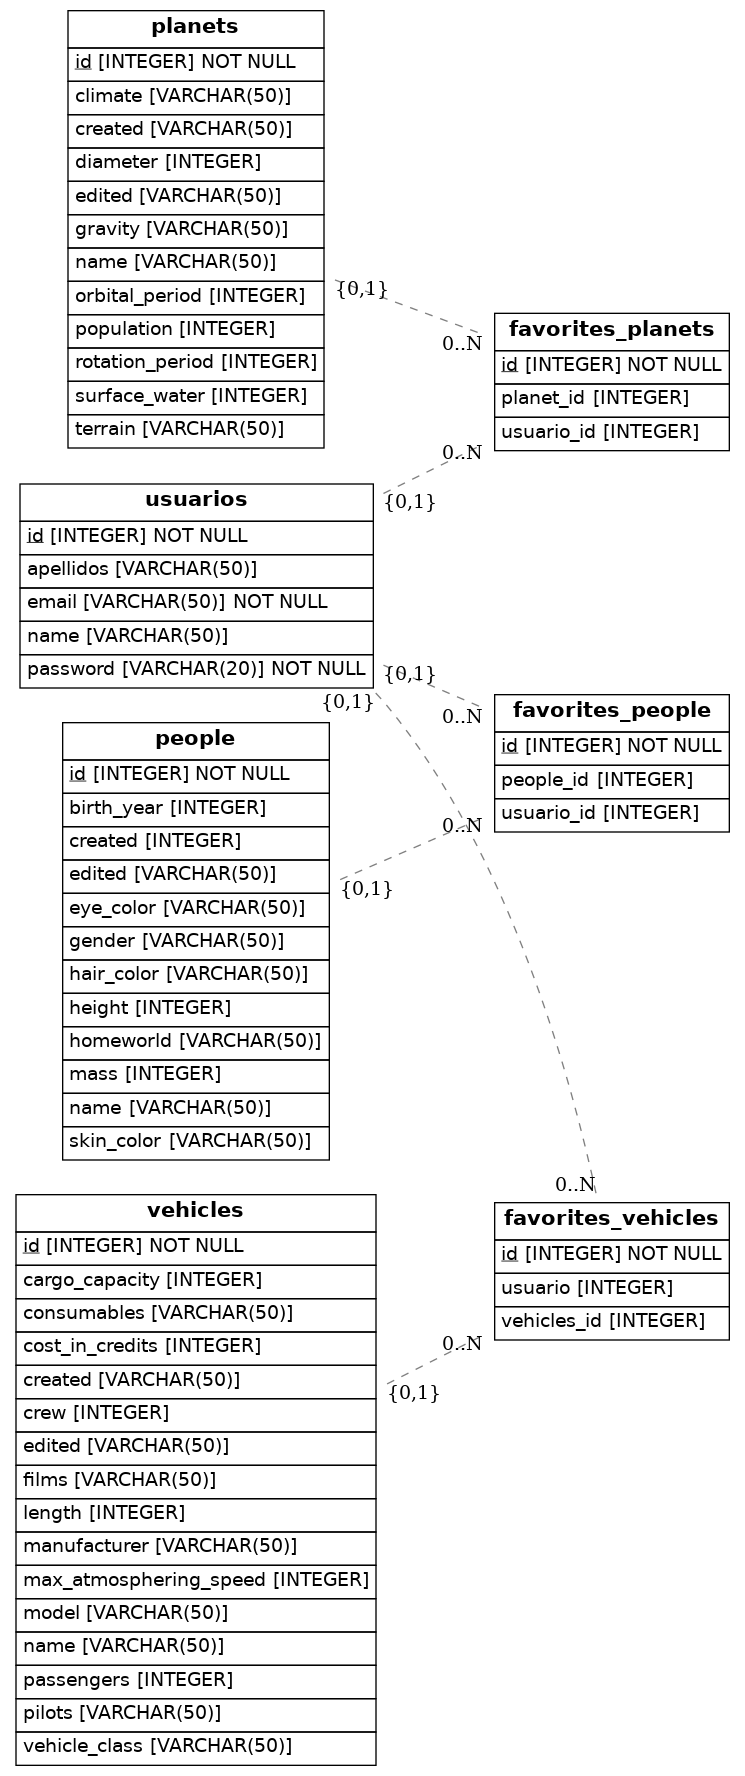 planets
id [INTEGER] NOT NULL
climate [VARCHAR(50)]
created [VARCHAR(50)]
diameter [INTEGER]
edited [VARCHAR(50)]
gravity [VARCHAR(50)]
name [VARCHAR(50)]
orbital_period [INTEGER]
population [INTEGER]
rotation_period [INTEGER]
surface_water [INTEGER]
terrain [VARCHAR(50)]
{0,1}
0..N
favorites_planets
id [INTEGER] NOT NULL
planet_id [INTEGER]
usuario_id [INTEGER]
0..N
{0,1}
usuarios
id [INTEGER] NOT NULL
apellidos [VARCHAR(50)]
email [VARCHAR(50)] NOT NULL
name [VARCHAR(50)]
password [VARCHAR(20)] NOT NULL
{0,1}
0..N
{0,1}
favorites_people
id [INTEGER] NOT NULL
people_id [INTEGER]
usuario_id [INTEGER]
0..N
{0,1}
people
id [INTEGER] NOT NULL
birth_year [INTEGER]
created [INTEGER]
edited [VARCHAR(50)]
eye_color [VARCHAR(50)]
gender [VARCHAR(50)]
hair_color [VARCHAR(50)]
height [INTEGER]
homeworld [VARCHAR(50)]
mass [INTEGER]
name [VARCHAR(50)]
skin_color [VARCHAR(50)]
0..N
favorites_vehicles
id [INTEGER] NOT NULL
usuario [INTEGER]
vehicles_id [INTEGER]
0..N
{0,1}
vehicles
id [INTEGER] NOT NULL
cargo_capacity [INTEGER]
consumables [VARCHAR(50)]
cost_in_credits [INTEGER]
created [VARCHAR(50)]
crew [INTEGER]
edited [VARCHAR(50)]
films [VARCHAR(50)]
length [INTEGER]
manufacturer [VARCHAR(50)]
max_atmosphering_speed [INTEGER]
model [VARCHAR(50)]
name [VARCHAR(50)]
passengers [INTEGER]
pilots [VARCHAR(50)]
vehicle_class [VARCHAR(50)]